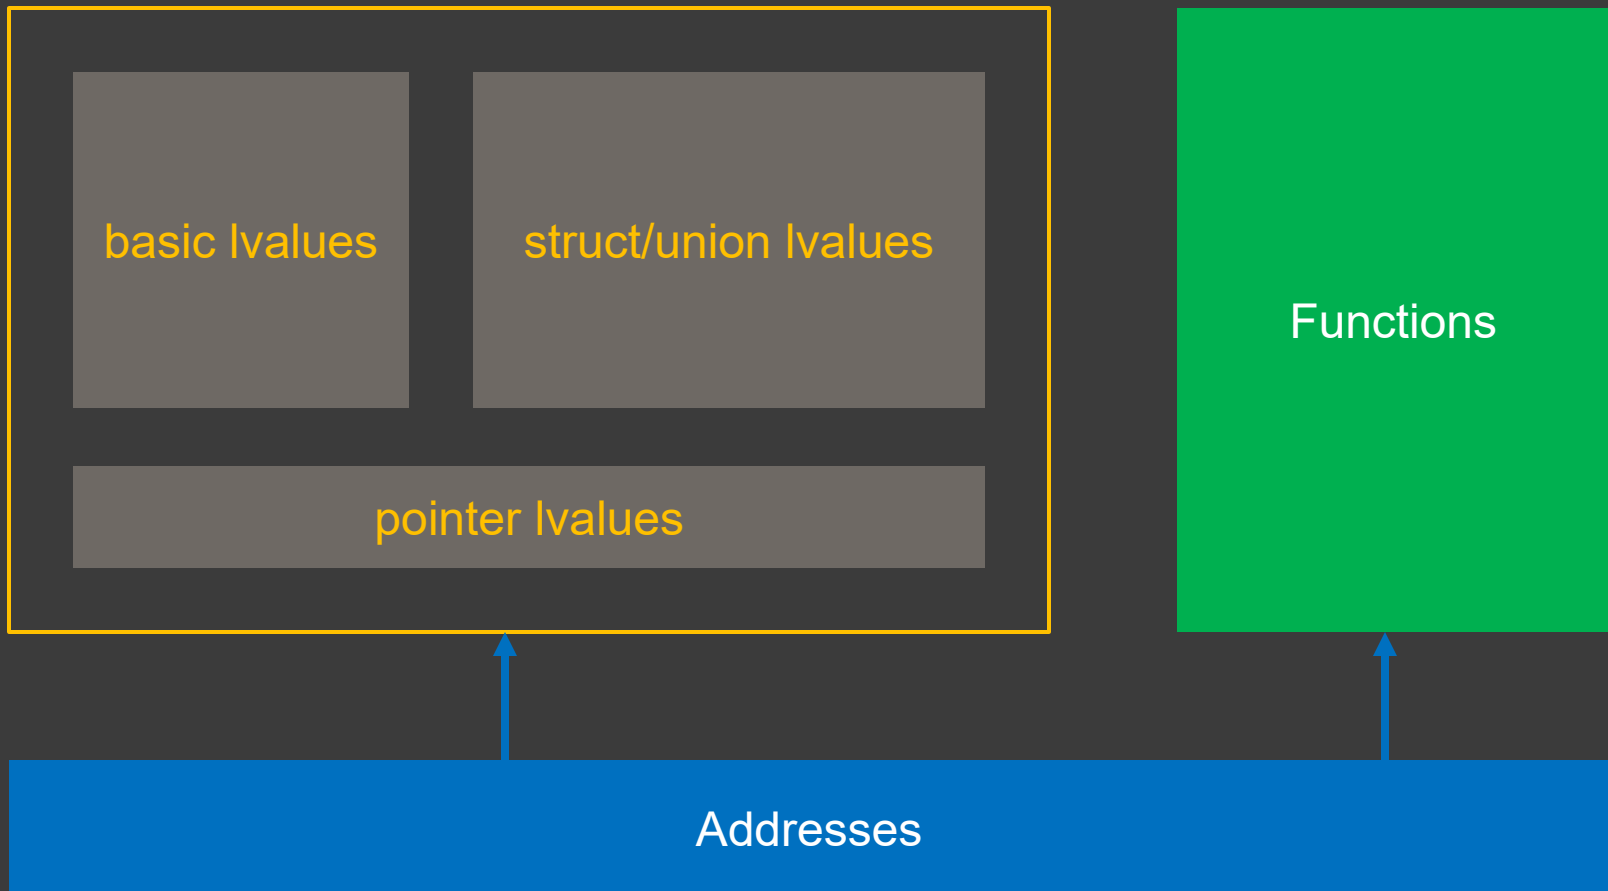 basic lvalues
struct/union lvalues
Functions
pointer lvalues
Addresses